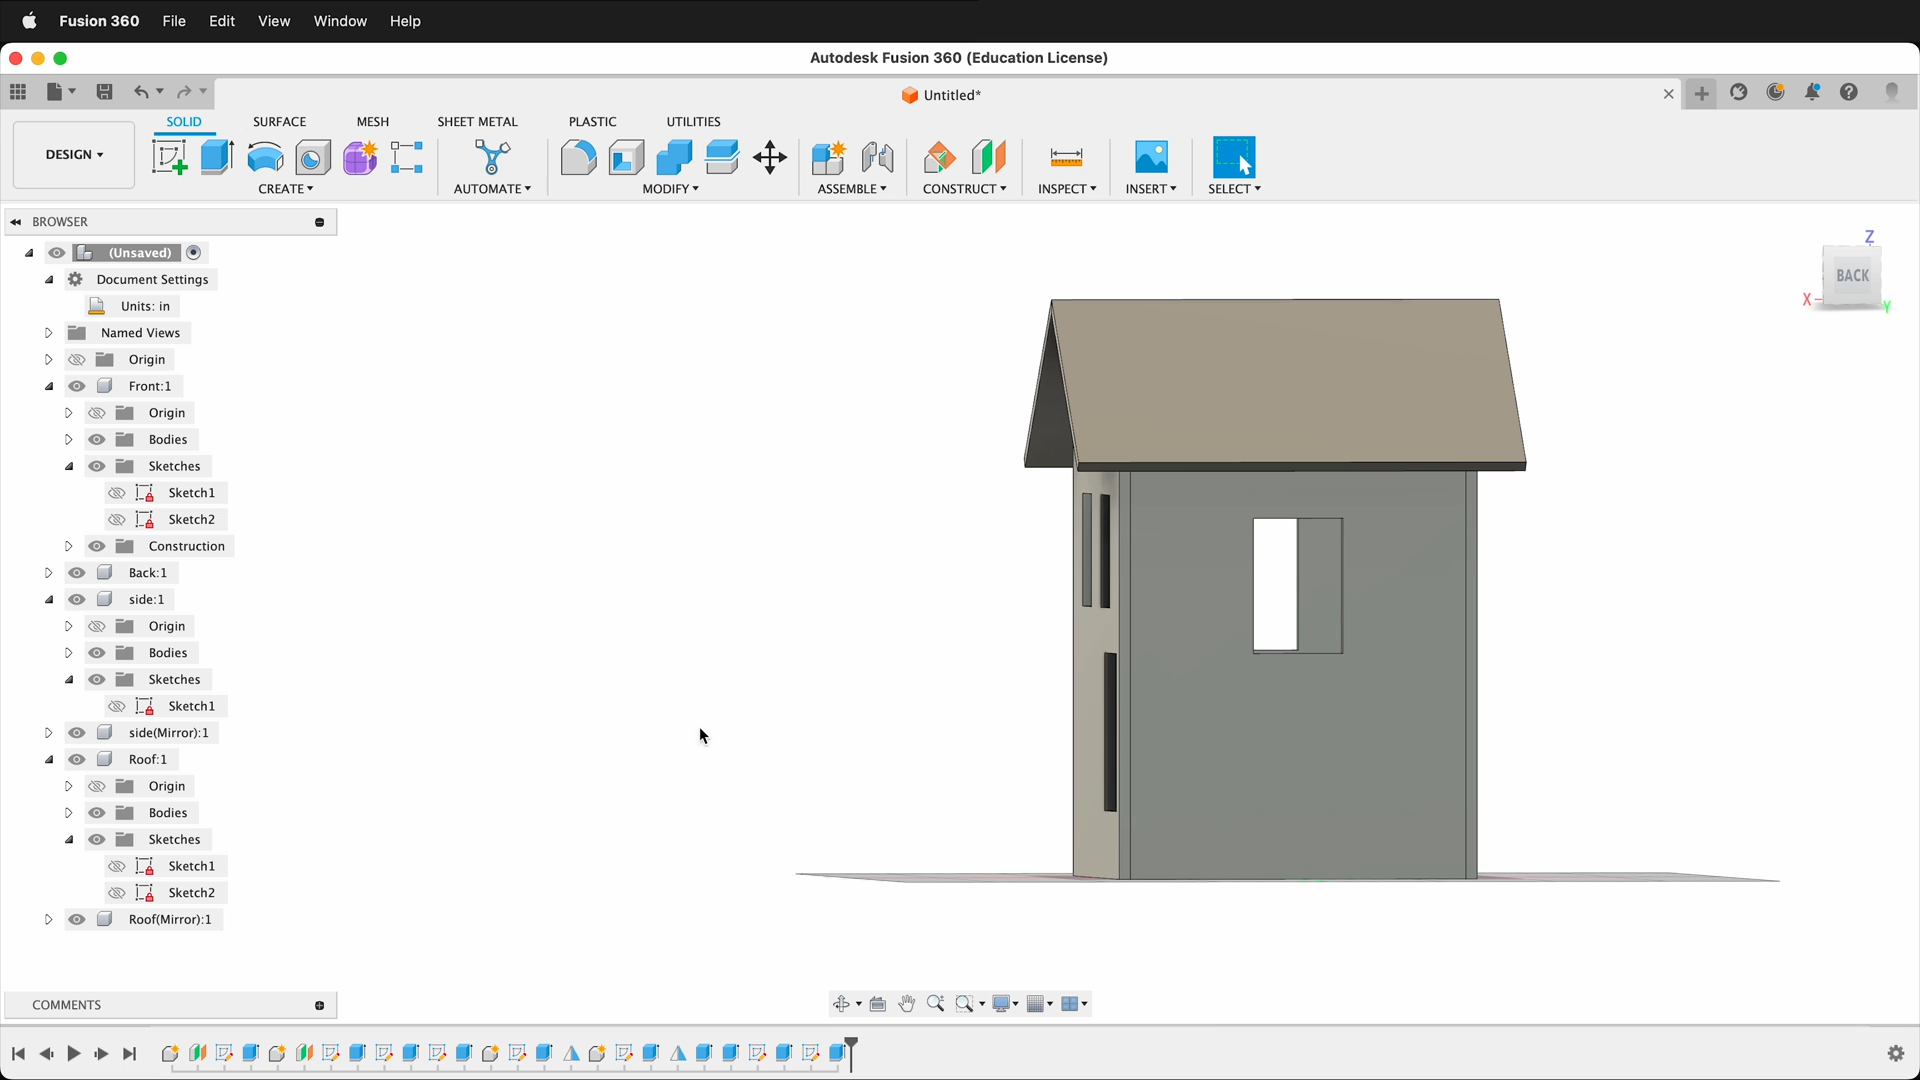 Fusion 360 File Edit View Window Help
Autodesk Fusion 360 (Education License)
Untitled*
SOLID SURFACE MESH SHEET METAL PLASTIC UTILITIES
DESIGN
CREATE AUTOMATE MODIFY ASSEMBLE CONSTRUCT INSPECT INSERT SELECT
BROWSER
(Unsaved)
Document Settings
Units: in
Named Views
Origin
Front:1
Origin
Bodies
Sketches
Sketch1
Sketch2
Construction
Back:1
side:1
Origin
Bodies
Sketches
Sketch1
side(Mirror):1
Roof:1
Origin
Bodies
Sketches
Sketch1
Sketch2
Roof(Mirror):1
Z
BACK
X
Y
COMMENTS